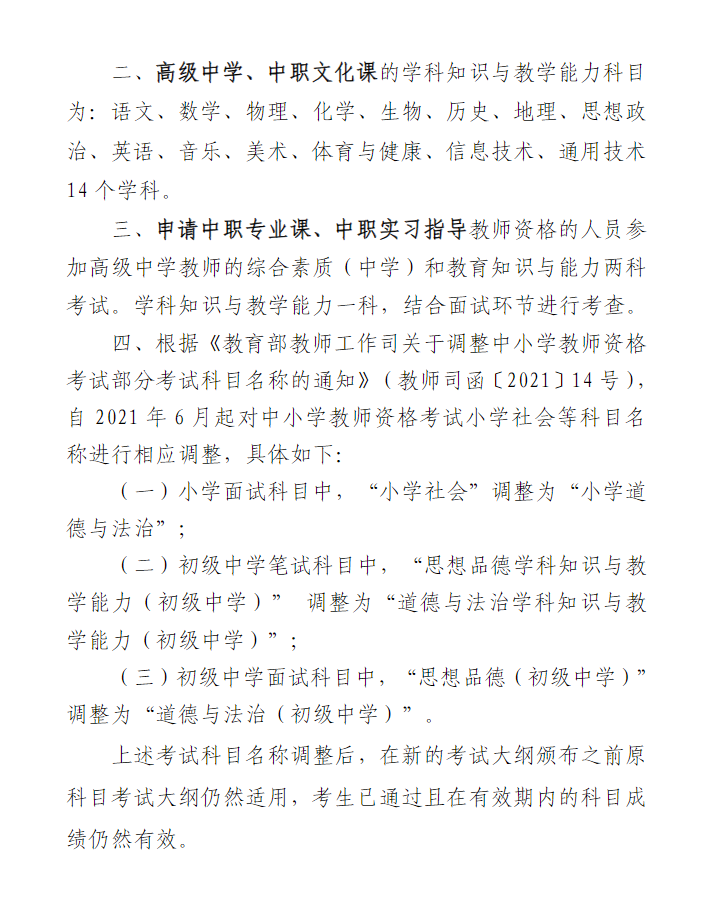 二、高级中学、中职文化课的学科知识与教学能力科目
为：语文、数学、物理、化学、生物、历史、地理、思想政
治、英语、音乐、美术、体育与健康、信息技术、通用技术
14 个学科。
三、申请中职专业课、中职实习指导教师资格的人员参
加高级中学教师的综合素质（中学）和教育知识与能力两科
考试。学科知识与教学能力一科，结合面试环节进行考查。
四、根据《教育部教师工作司关于调整中小学教师资格
考试部分考试科目名称的通知》（教师司函〔2021〕14 号），
自 2021 年 6 月起对中小学教师资格考试小学社会等科目名
称进行相应调整，具体如下：
（一）小学面试科目中，“小学社会”调整为“小学道
德与法治”；
（二）初级中学笔试科目中，“思想品德学科知识与教
学能力（初级中学）” 调整为“道德与法治学科知识与教
学能力（初级中学）”；
（三）初级中学面试科目中，“思想品德（初级中学）”
调整为“道德与法治（初级中学）”。
上述考试科目名称调整后，在新的考试大纲颁布之前原
科目考试大纲仍然适用，考生已通过且在有效期内的科目成
绩仍然有效。